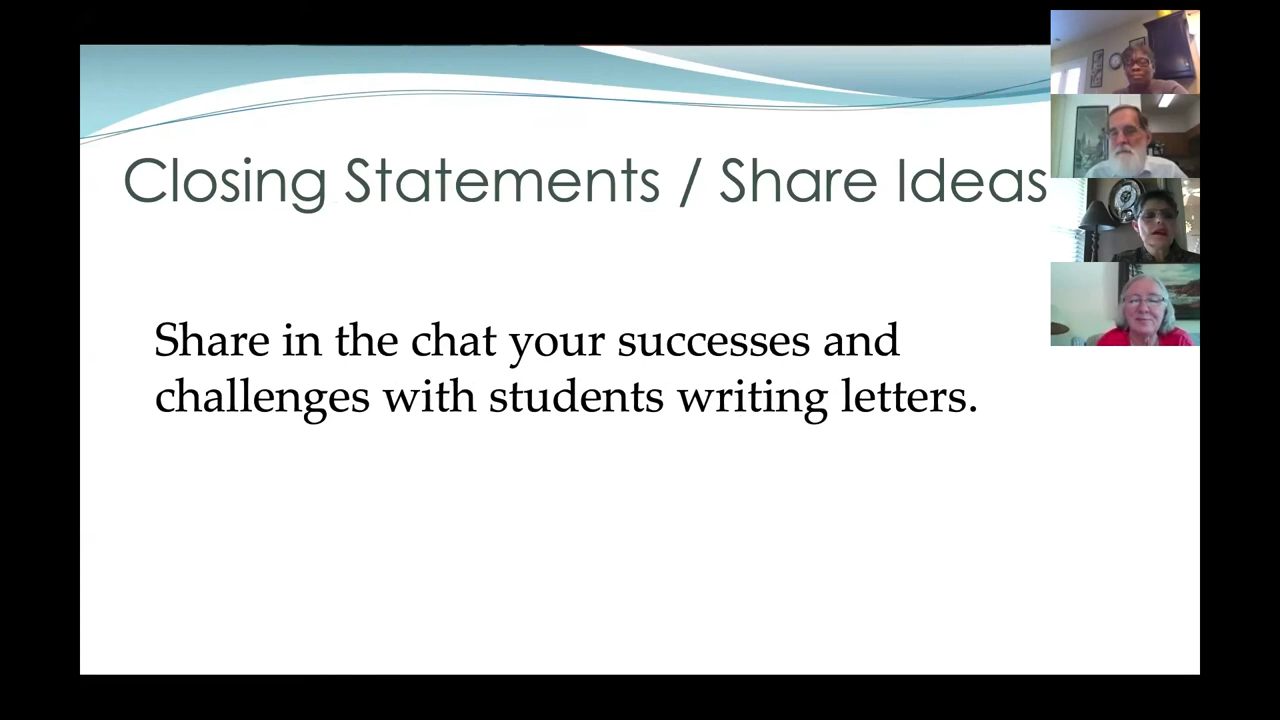 Closing Statements / Share Ideas
Share in the chat your successes and
challenges with students writing letters.